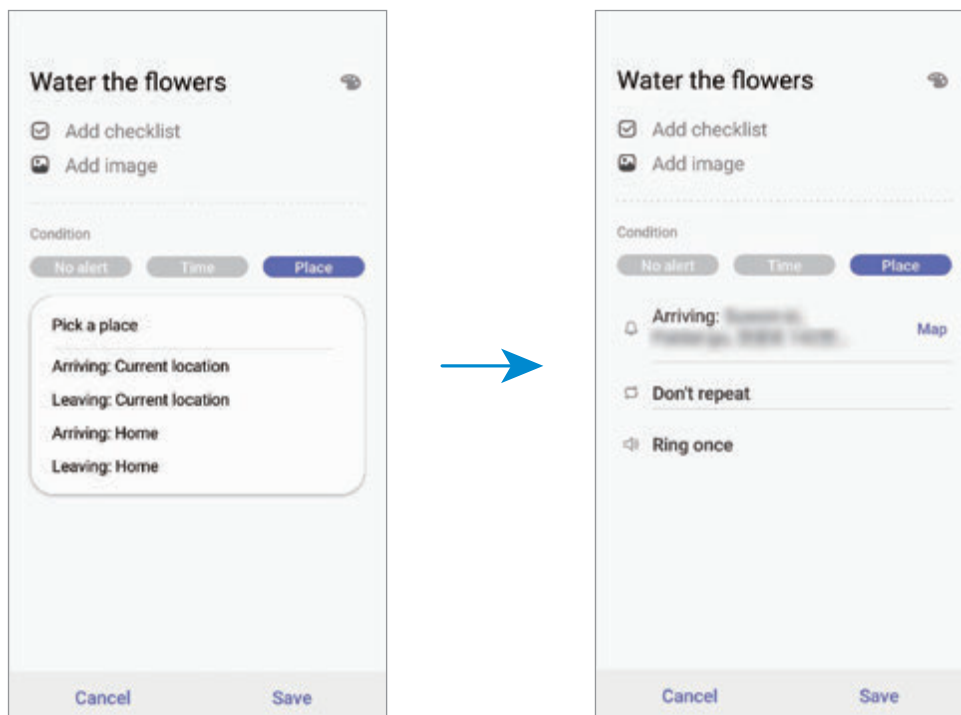 Water the flowers
Add checklist
Add image
Condition
No alert Time Place
Pick a place
Arriving: Current location
Leaving: Current location
Arriving: Home
Leaving: Home
Cancel Save
Water the flowers
Add checklist
Add image
Condition
No alert Time Place
Arriving:
Map
Don't repeat
Ring once
Cancel Save